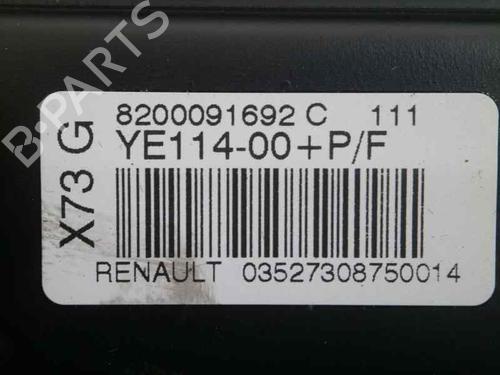 8200091692 C 111
YE114-00+P/F
X73 G
RENAULT 03527308750014
B-PARTS